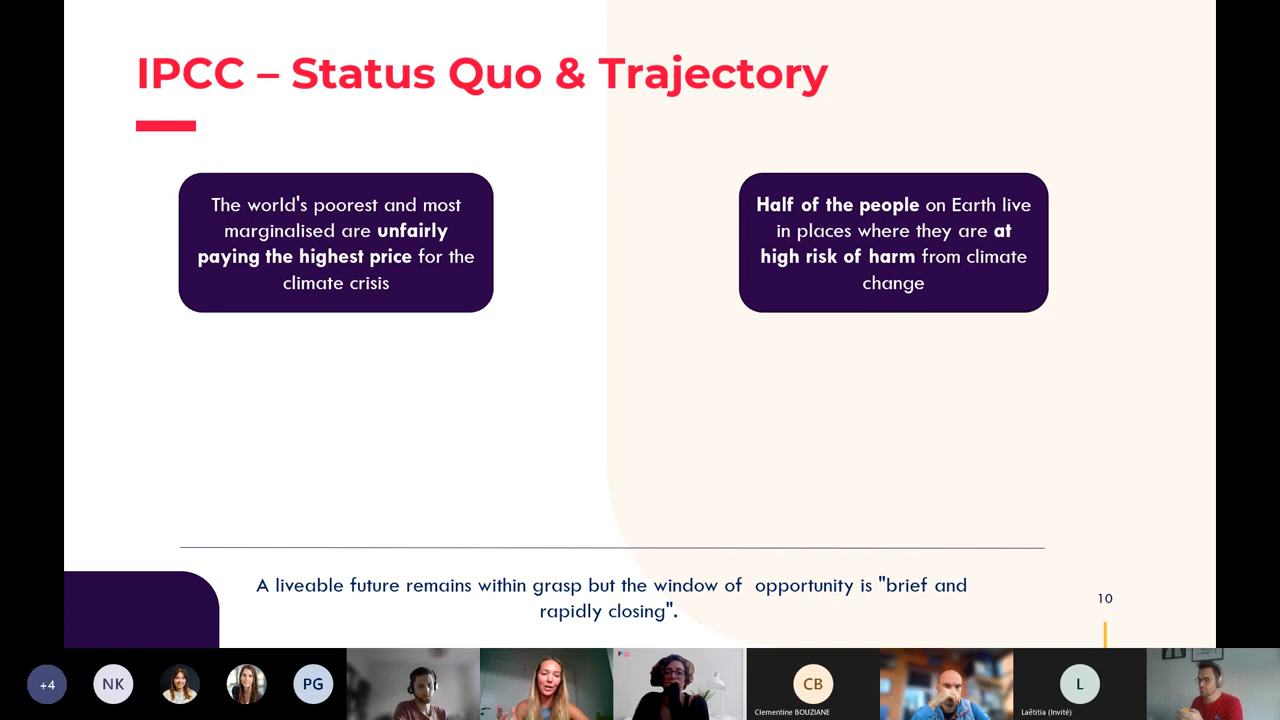 IPCC – Status Quo & Trajectory
The world's poorest and most
marginalised are unfairly
paying the highest price for the
climate crisis
Half of the people on Earth live
in places where they are at
high risk of harm from climate
change
A liveable future remains within grasp but the window of opportunity is "brief and
rapidly closing".
10
+4
NK
PG
CB
Clementine BOUZIANE
L
Laëtitia (Invité)